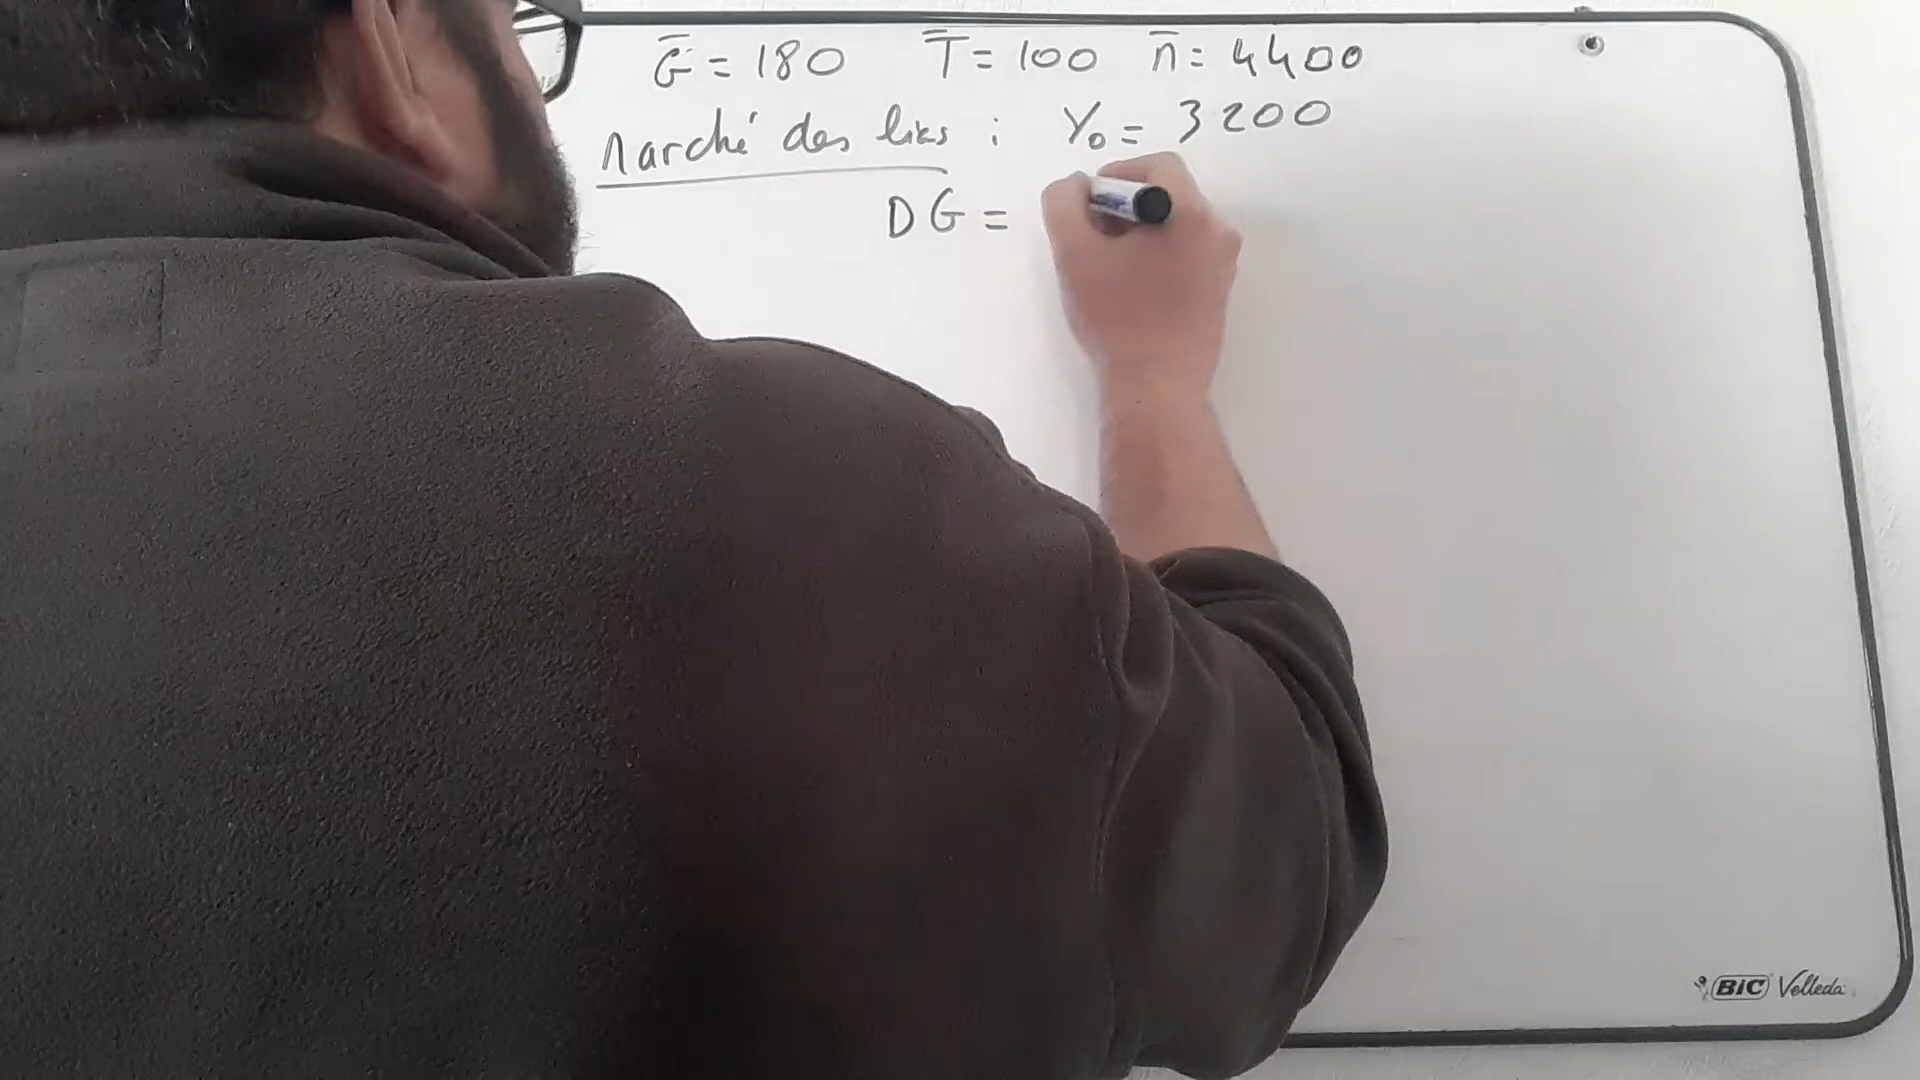 G̅ = 180 T̅ = 100 M̅ = 4400
Marché des biens : Y₀ = 3200
DG =
BiC Velleda